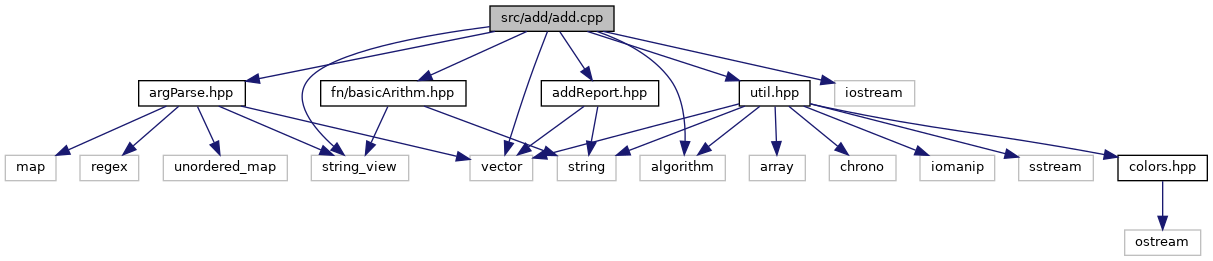 src/add/add.cpp
argParse.hpp
fn/basicArithm.hpp
addReport.hpp
util.hpp
iostream
map
regex
unordered_map
string_view
vector
string
algorithm
array
chrono
iomanip
sstream
colors.hpp
ostream